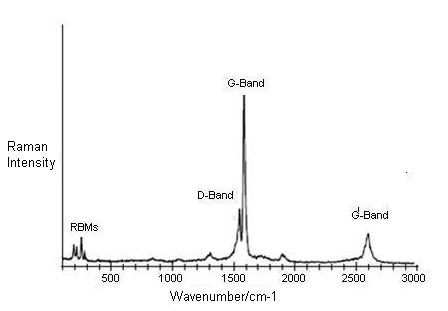 G-Band
Raman
Intensity
D-Band
G'-Band
RBMs
500
1000
1500
2000
2500
3000
Wavenumber/cm-1